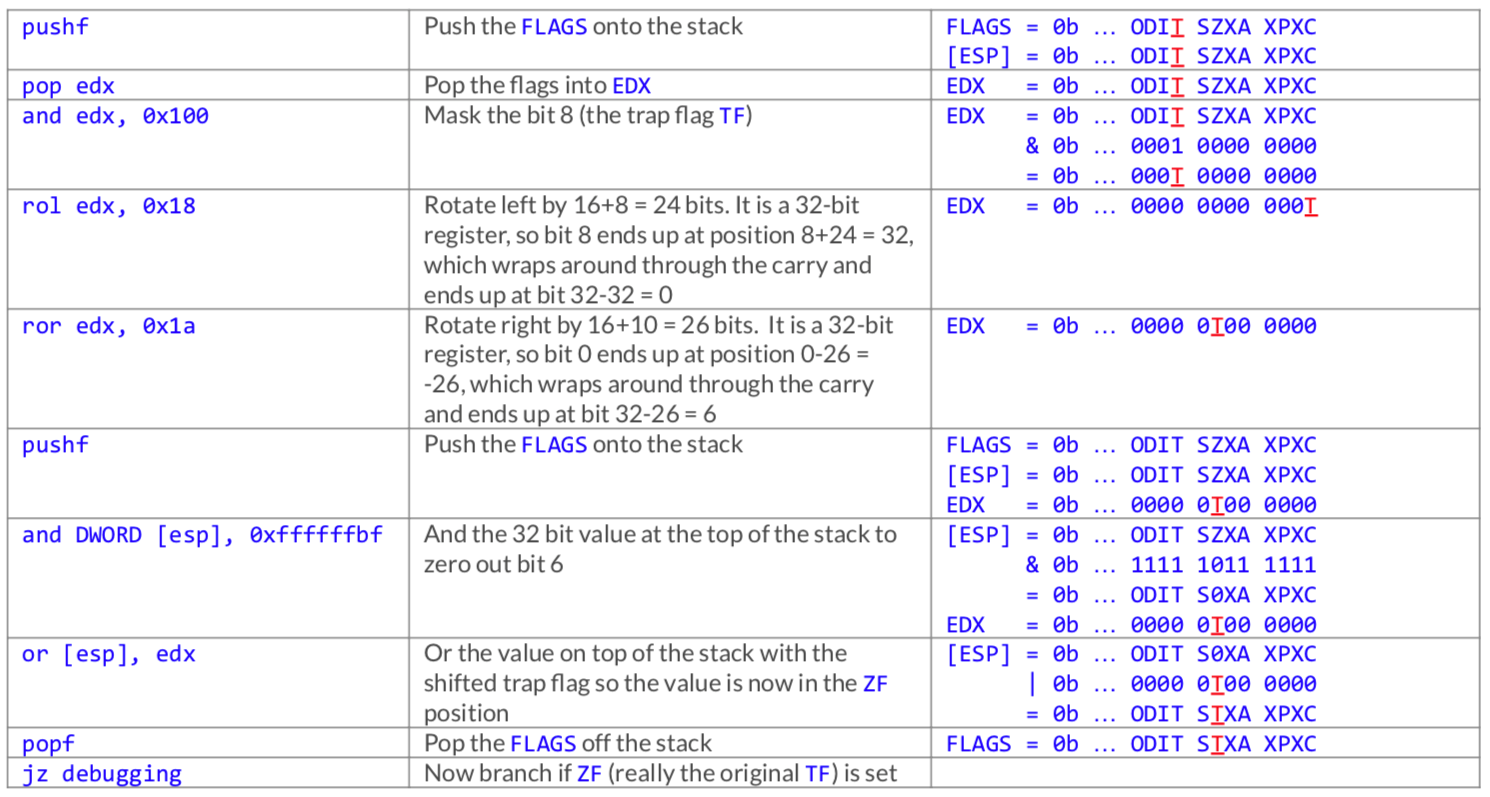 pushf
Push the FLAGS onto the stack
FLAGS = 0b ... ODIT SZXA XPXC
[ESP] = 0b ... ODIT SZXA XPXC
pop edx
Pop the flags into EDX
EDX = 0b ... ODIT SZXA XPXC
and edx, 0x100
Mask the bit 8 (the trap flag TF)
EDX = 0b ... ODIT SZXA XPXC
& 0b ... 0001 0000 0000
= 0b ... 000T 0000 0000
rol edx, 0x18
Rotate left by 16+8 = 24 bits. It is a 32-bit
register, so bit 8 ends up at position 8+24 = 32,
which wraps around through the carry and
ends up at bit 32-32 = 0
EDX = 0b ... 0000 0000 000T
ror edx, 0x1a
Rotate right by 16+10 = 26 bits. It is a 32-bit
register, so bit 0 ends up at position 0-26 =
-26, which wraps around through the carry
and ends up at bit 32-26 = 6
EDX = 0b ... 0000 0T00 0000
pushf
Push the FLAGS onto the stack
FLAGS = 0b ... ODIT SZXA XPXC
[ESP] = 0b ... ODIT SZXA XPXC
EDX = 0b ... 0000 0T00 0000
and DWORD [esp], 0xffffffbf
And the 32 bit value at the top of the stack to
zero out bit 6
[ESP] = 0b ... ODIT SZXA XPXC
& 0b ... 1111 1011 1111
= 0b ... ODIT S0XA XPXC
EDX = 0b ... 0000 0T00 0000
or [esp], edx
Or the value on top of the stack with the
shifted trap flag so the value is now in the ZF
position
[ESP] = 0b ... ODIT S0XA XPXC
| 0b ... 0000 0T00 0000
= 0b ... ODIT STXA XPXC
popf
Pop the FLAGS off the stack
FLAGS = 0b ... ODIT STXA XPXC
jz debugging
Now branch if ZF (really the original TF) is set